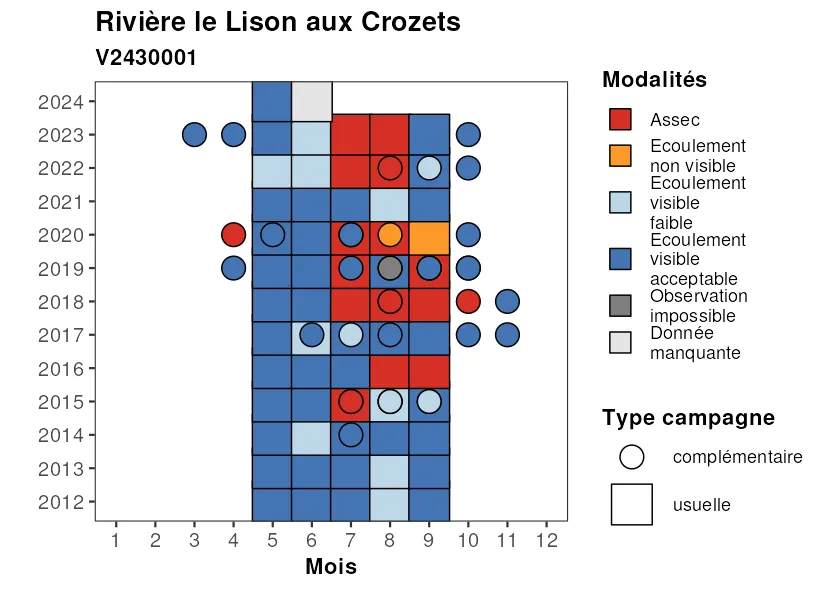 Rivière le Lison aux Crozets
V2430001
2024
2023
2022
2021
2020
2019
2018
2017
2016
2015
2014
2013
2012
1 2 3 4 5 6 7 8 9 10 11 12
Mois
Modalités
Assec
Ecoulement
non visible
Ecoulement
visible
faible
Ecoulement
visible
acceptable
Observation
impossible
Donnée
manquante
Type campagne
complémentaire
usuelle